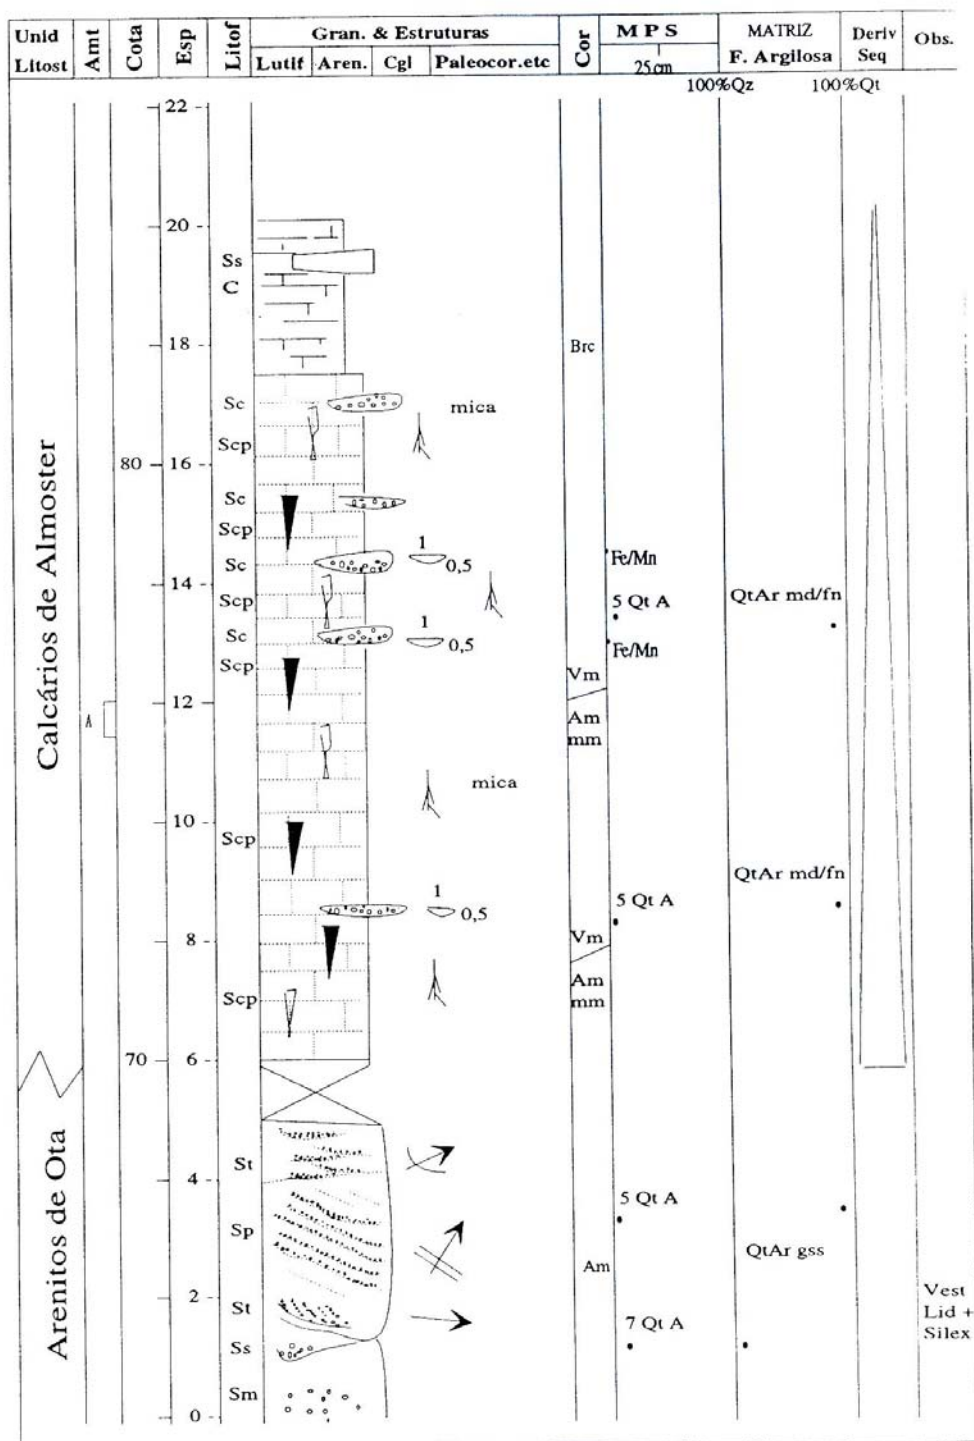 Unid
Litost
Amt
Cota
Esp
Litof
Gran. & Estruturas
Lutif
Aren.
Cgl
Paleocor.etc
Cor
M P S
25cm
MATRIZ
F. Argilosa
Deriv
Seq
Obs.
100%Qz
100%Qt
22
20
Ss
C
18
Brc
Sc
mica
Scp
80
16
Sc
Scp
1
0,5
Fe/Mn
Sc
14
Scp
5 Qt A
QtAr md/fn
Sc
1
0,5
Fe/Mn
Scp
Vm
12
Am
mm
mica
10
Scp
QtAr md/fn
1
0,5
5 Qt A
8
Vm
Am
mm
Scp
70
6
Calcários de Almoster
St
4
5 Qt A
Sp
QtAr gss
Am
2
St
Vest
Lid +
Silex
7 Qt A
Ss
Sm
0
Arenitos de Ota